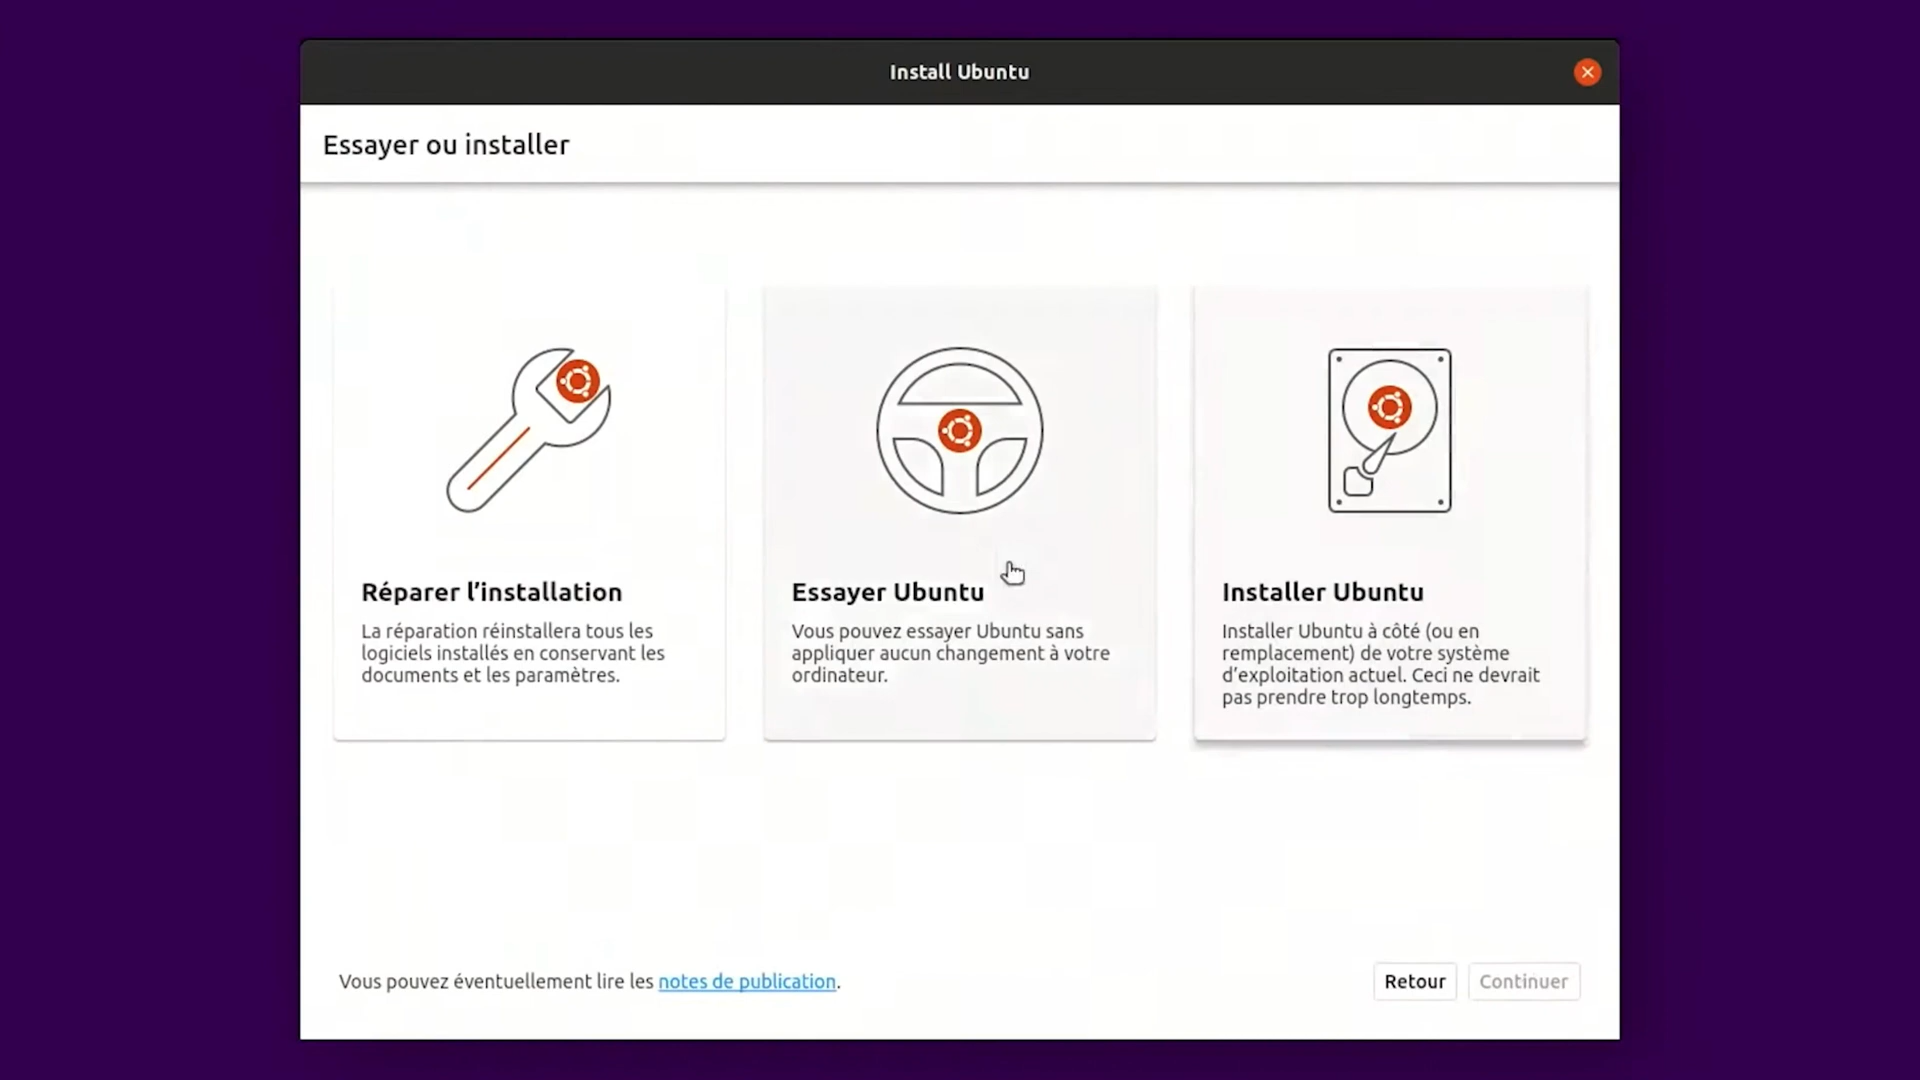 Install Ubuntu
Essayer ou installer
Réparer l’installation
La réparation réinstallera tous les
logiciels installés en conservant les
documents et les paramètres.
Essayer Ubuntu
Vous pouvez essayer Ubuntu sans
appliquer aucun changement à votre
ordinateur.
Installer Ubuntu
Installer Ubuntu à côté (ou en
remplacement) de votre système
d’exploitation actuel. Ceci ne devrait
pas prendre trop longtemps.
Vous pouvez éventuellement lire les notes de publication.
Retour
Continuer